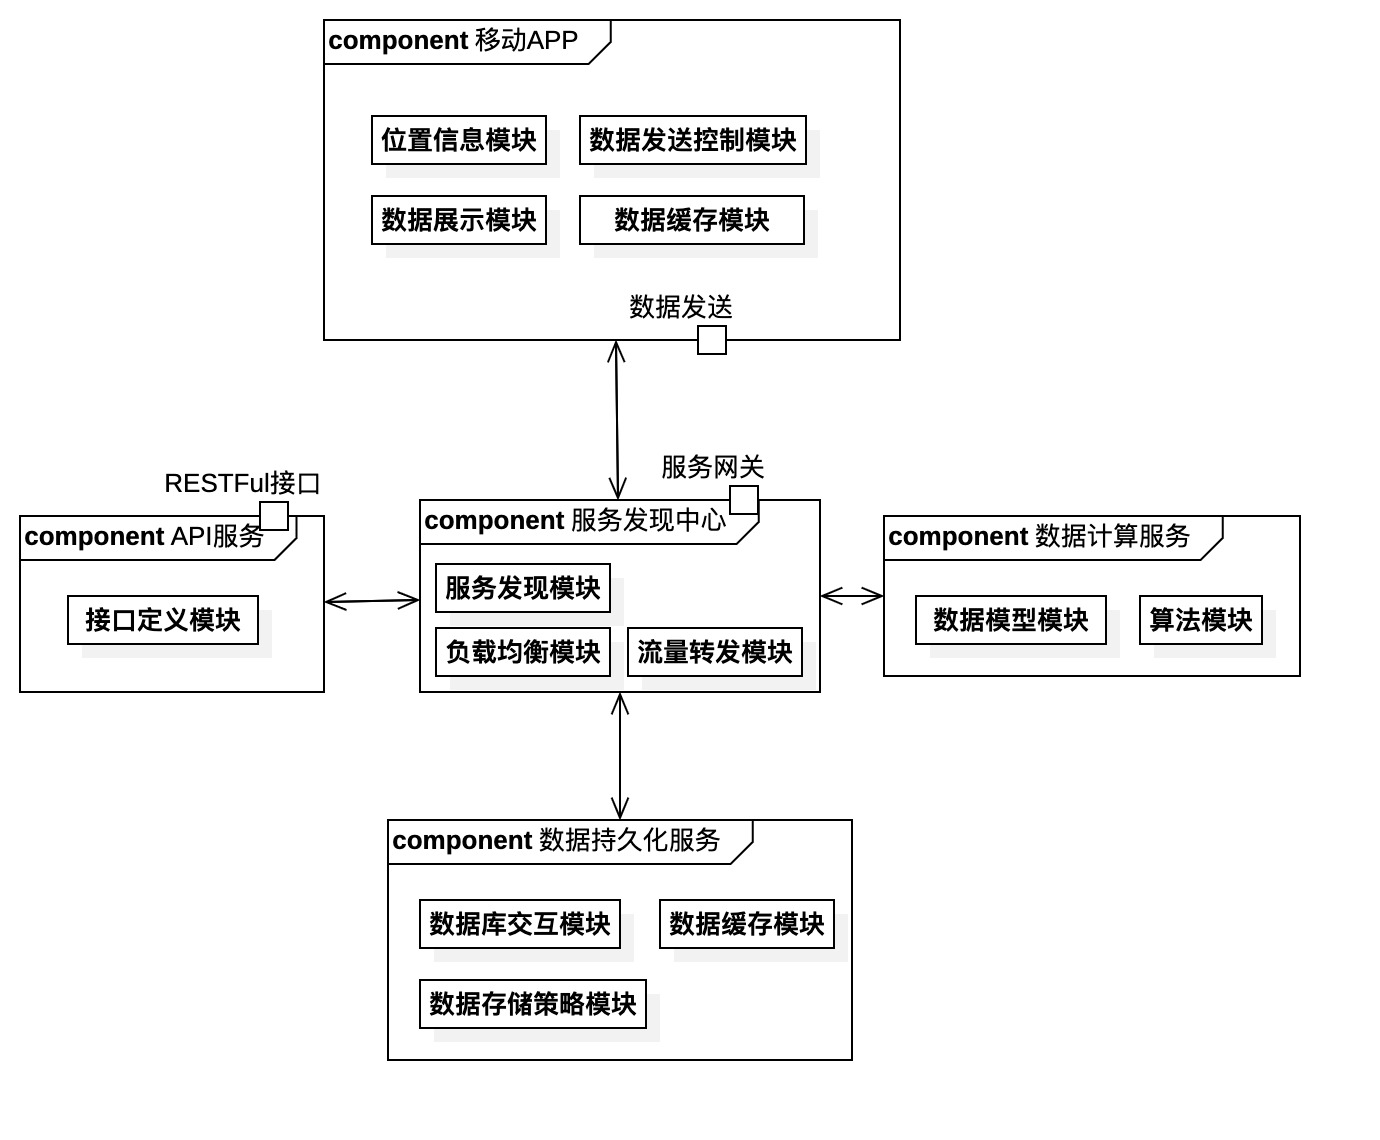 component 移动APP
位置信息模块
数据发送控制模块
数据展示模块
数据缓存模块
数据发送
服务网关
RESTFul接口
component API服务
接口定义模块
component 服务发现中心
服务发现模块
负载均衡模块
流量转发模块
component 数据计算服务
数据模型模块
算法模块
component 数据持久化服务
数据库交互模块
数据缓存模块
数据存储策略模块